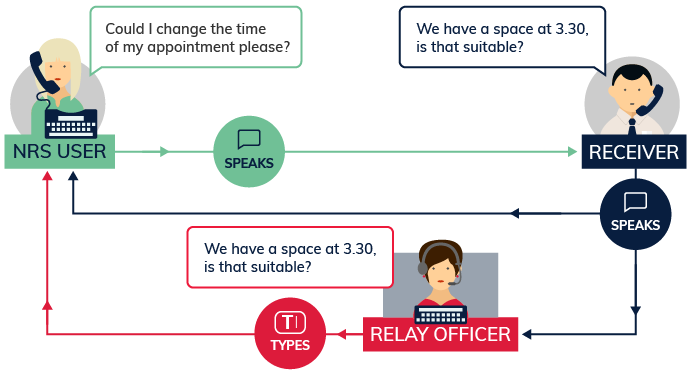 Could I change the time
of my appointment please?
We have a space at 3.30,
is that suitable?
NRS USER
SPEAKS
RECEIVER
SPEAKS
We have a space at 3.30,
is that suitable?
T
TYPES
RELAY OFFICER